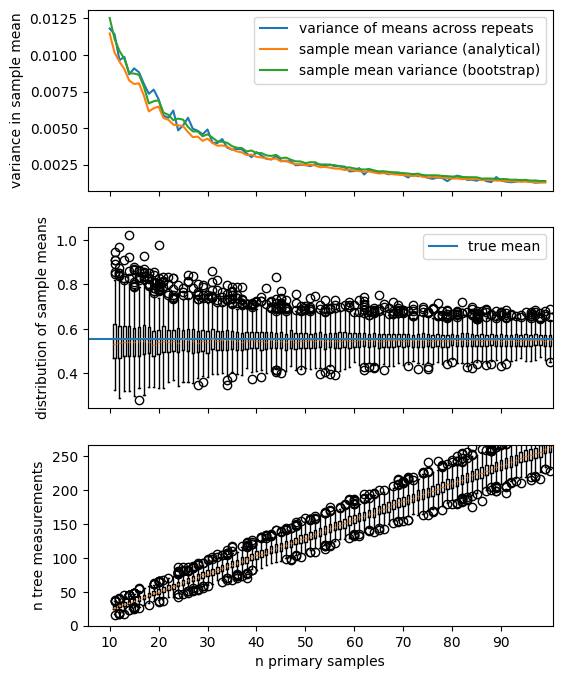 0.0125
0.0100
0.0075
0.0050
0.0025
variance in sample mean
variance of means across repeats
sample mean variance (analytical)
sample mean variance (bootstrap)
1.0
0.8
0.6
0.4
distribution of sample means
true mean
250
200
150
100
50
0
n tree measurements
10 20 30 40 50 60 70 80 90
n primary samples